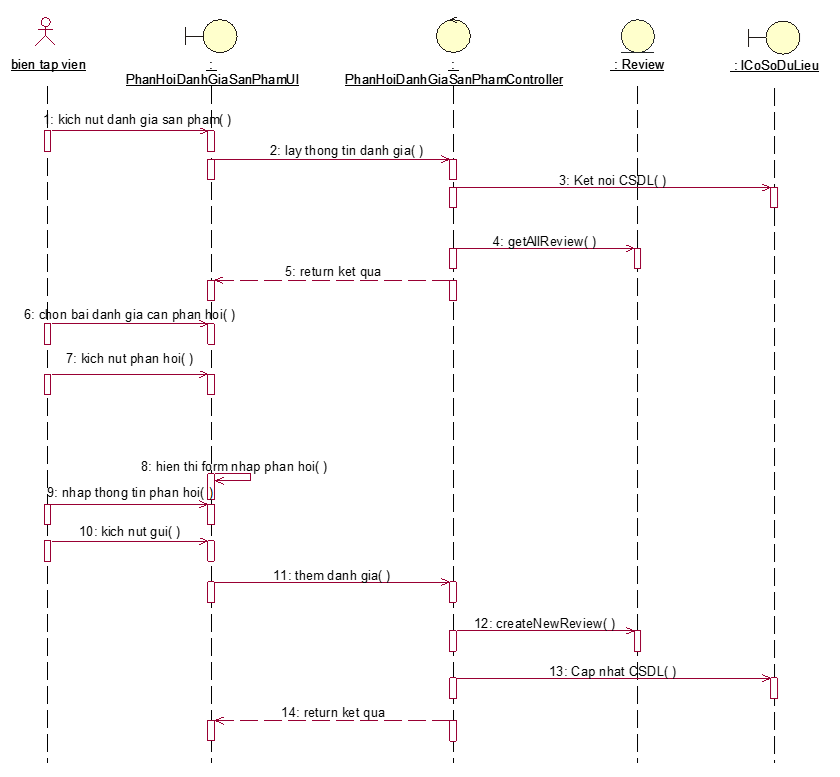 bien tap vien
:
PhanHoiDanhGiaSanPhamUI
:
PhanHoiDanhGiaSanPhamController
: Review
: ICoSoDuLieu
1: kich nut danh gia san pham( )
2: lay thong tin danh gia( )
3: Ket noi CSDL( )
4: getAllReview( )
5: return ket qua
6: chon bai danh gia can phan hoi( )
7: kich nut phan hoi( )
8: hien thi form nhap phan hoi( )
9: nhap thong tin phan hoi( )
10: kich nut gui( )
11: them danh gia( )
12: createNewReview( )
13: Cap nhat CSDL( )
14: return ket qua